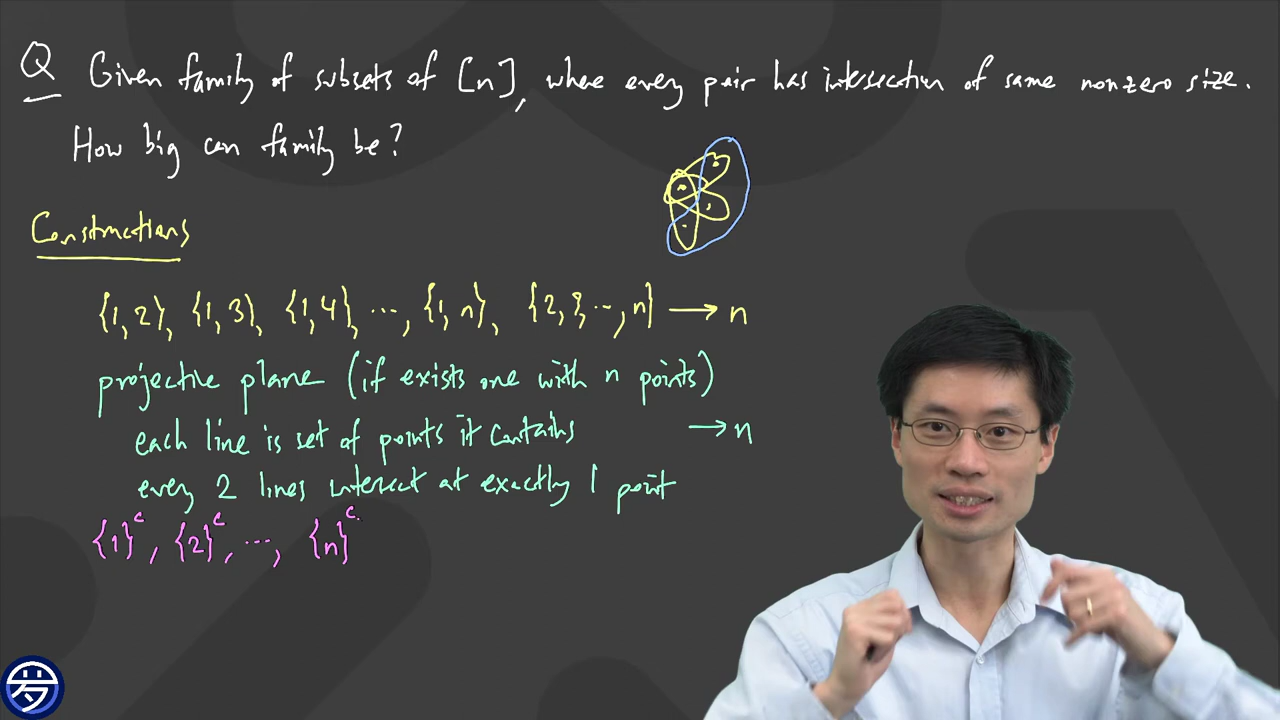 Q Given family of subsets of [n], where every pair has intersection of same nonzero size.
How big can family be?
Constructions
{1,2}, {1,3}, {1,4}, ..., {1,n}, {2,3,...,n} → n
projective plane (if exists one with n points)
each line is set of points it contains → n
every 2 lines intersect at exactly 1 point
{1}ᶜ, {2}ᶜ, ..., {n}ᶜ.